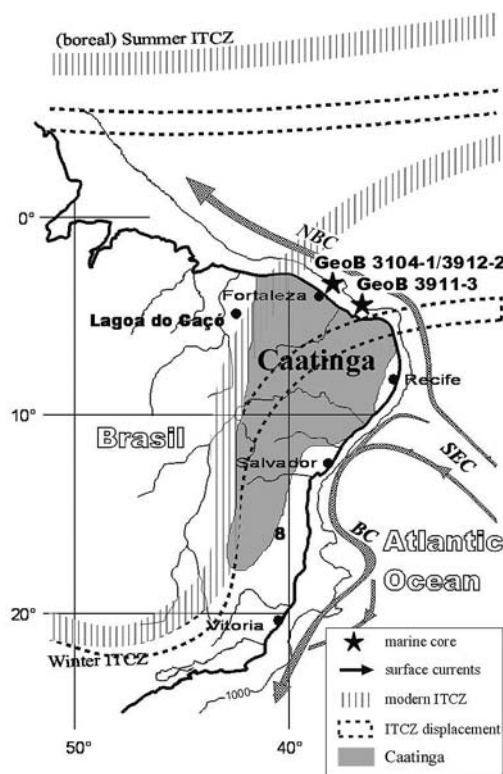 (boreal) Summer ITCZ
0°
NBC
GeoB 3104-1/3912-2
GeoB 3911-3
Fortaleza
Lagoa do Caçó
Caatinga
Recife
10°
Brasil
SEC
Salvador
BC
Atlantic
Ocean
8
20°
Vitoria
Winter ITCZ
1000
50°
40°
marine core
surface currents
modern ITCZ
ITCZ displacement
Caatinga